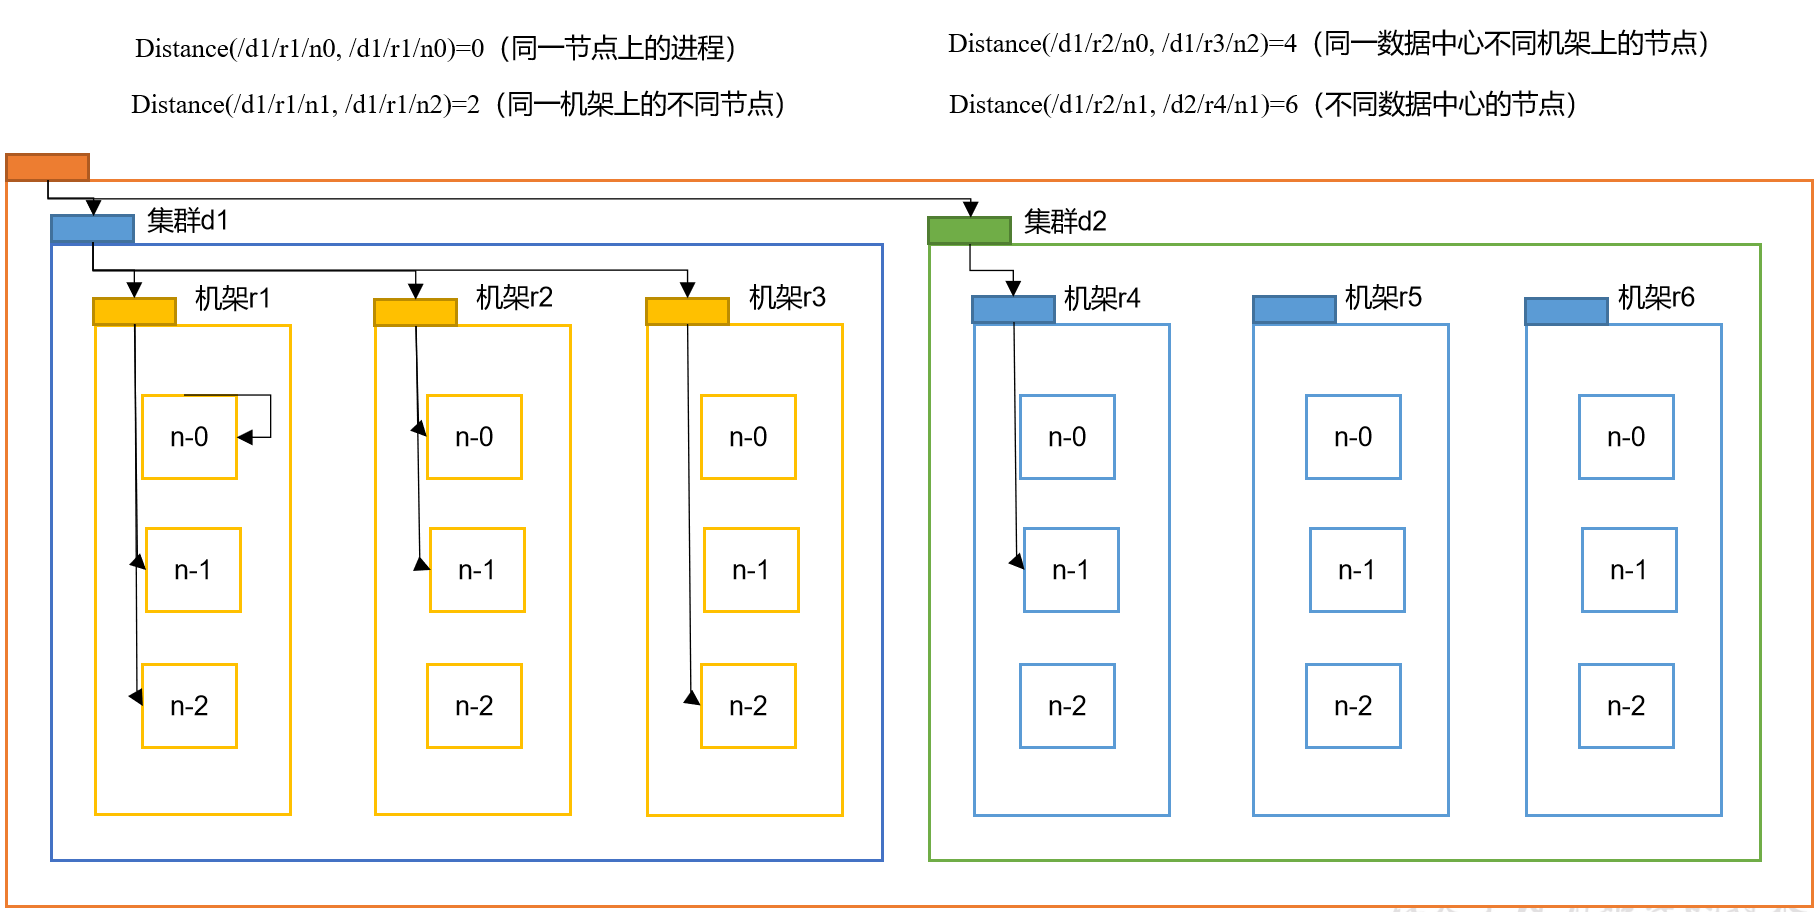 Distance(/d1/r1/n0, /d1/r1/n0)=0（同一节点上的进程）
Distance(/d1/r2/n0, /d1/r3/n2)=4（同一数据中心不同机架上的节点）
Distance(/d1/r1/n1, /d1/r1/n2)=2（同一机架上的不同节点）
Distance(/d1/r2/n1, /d2/r4/n1)=6（不同数据中心的节点）
集群d1
集群d2
机架r1
机架r2
机架r3
机架r4
机架r5
机架r6
n-0
n-0
n-0
n-0
n-0
n-0
n-1
n-1
n-1
n-1
n-1
n-1
n-2
n-2
n-2
n-2
n-2
n-2